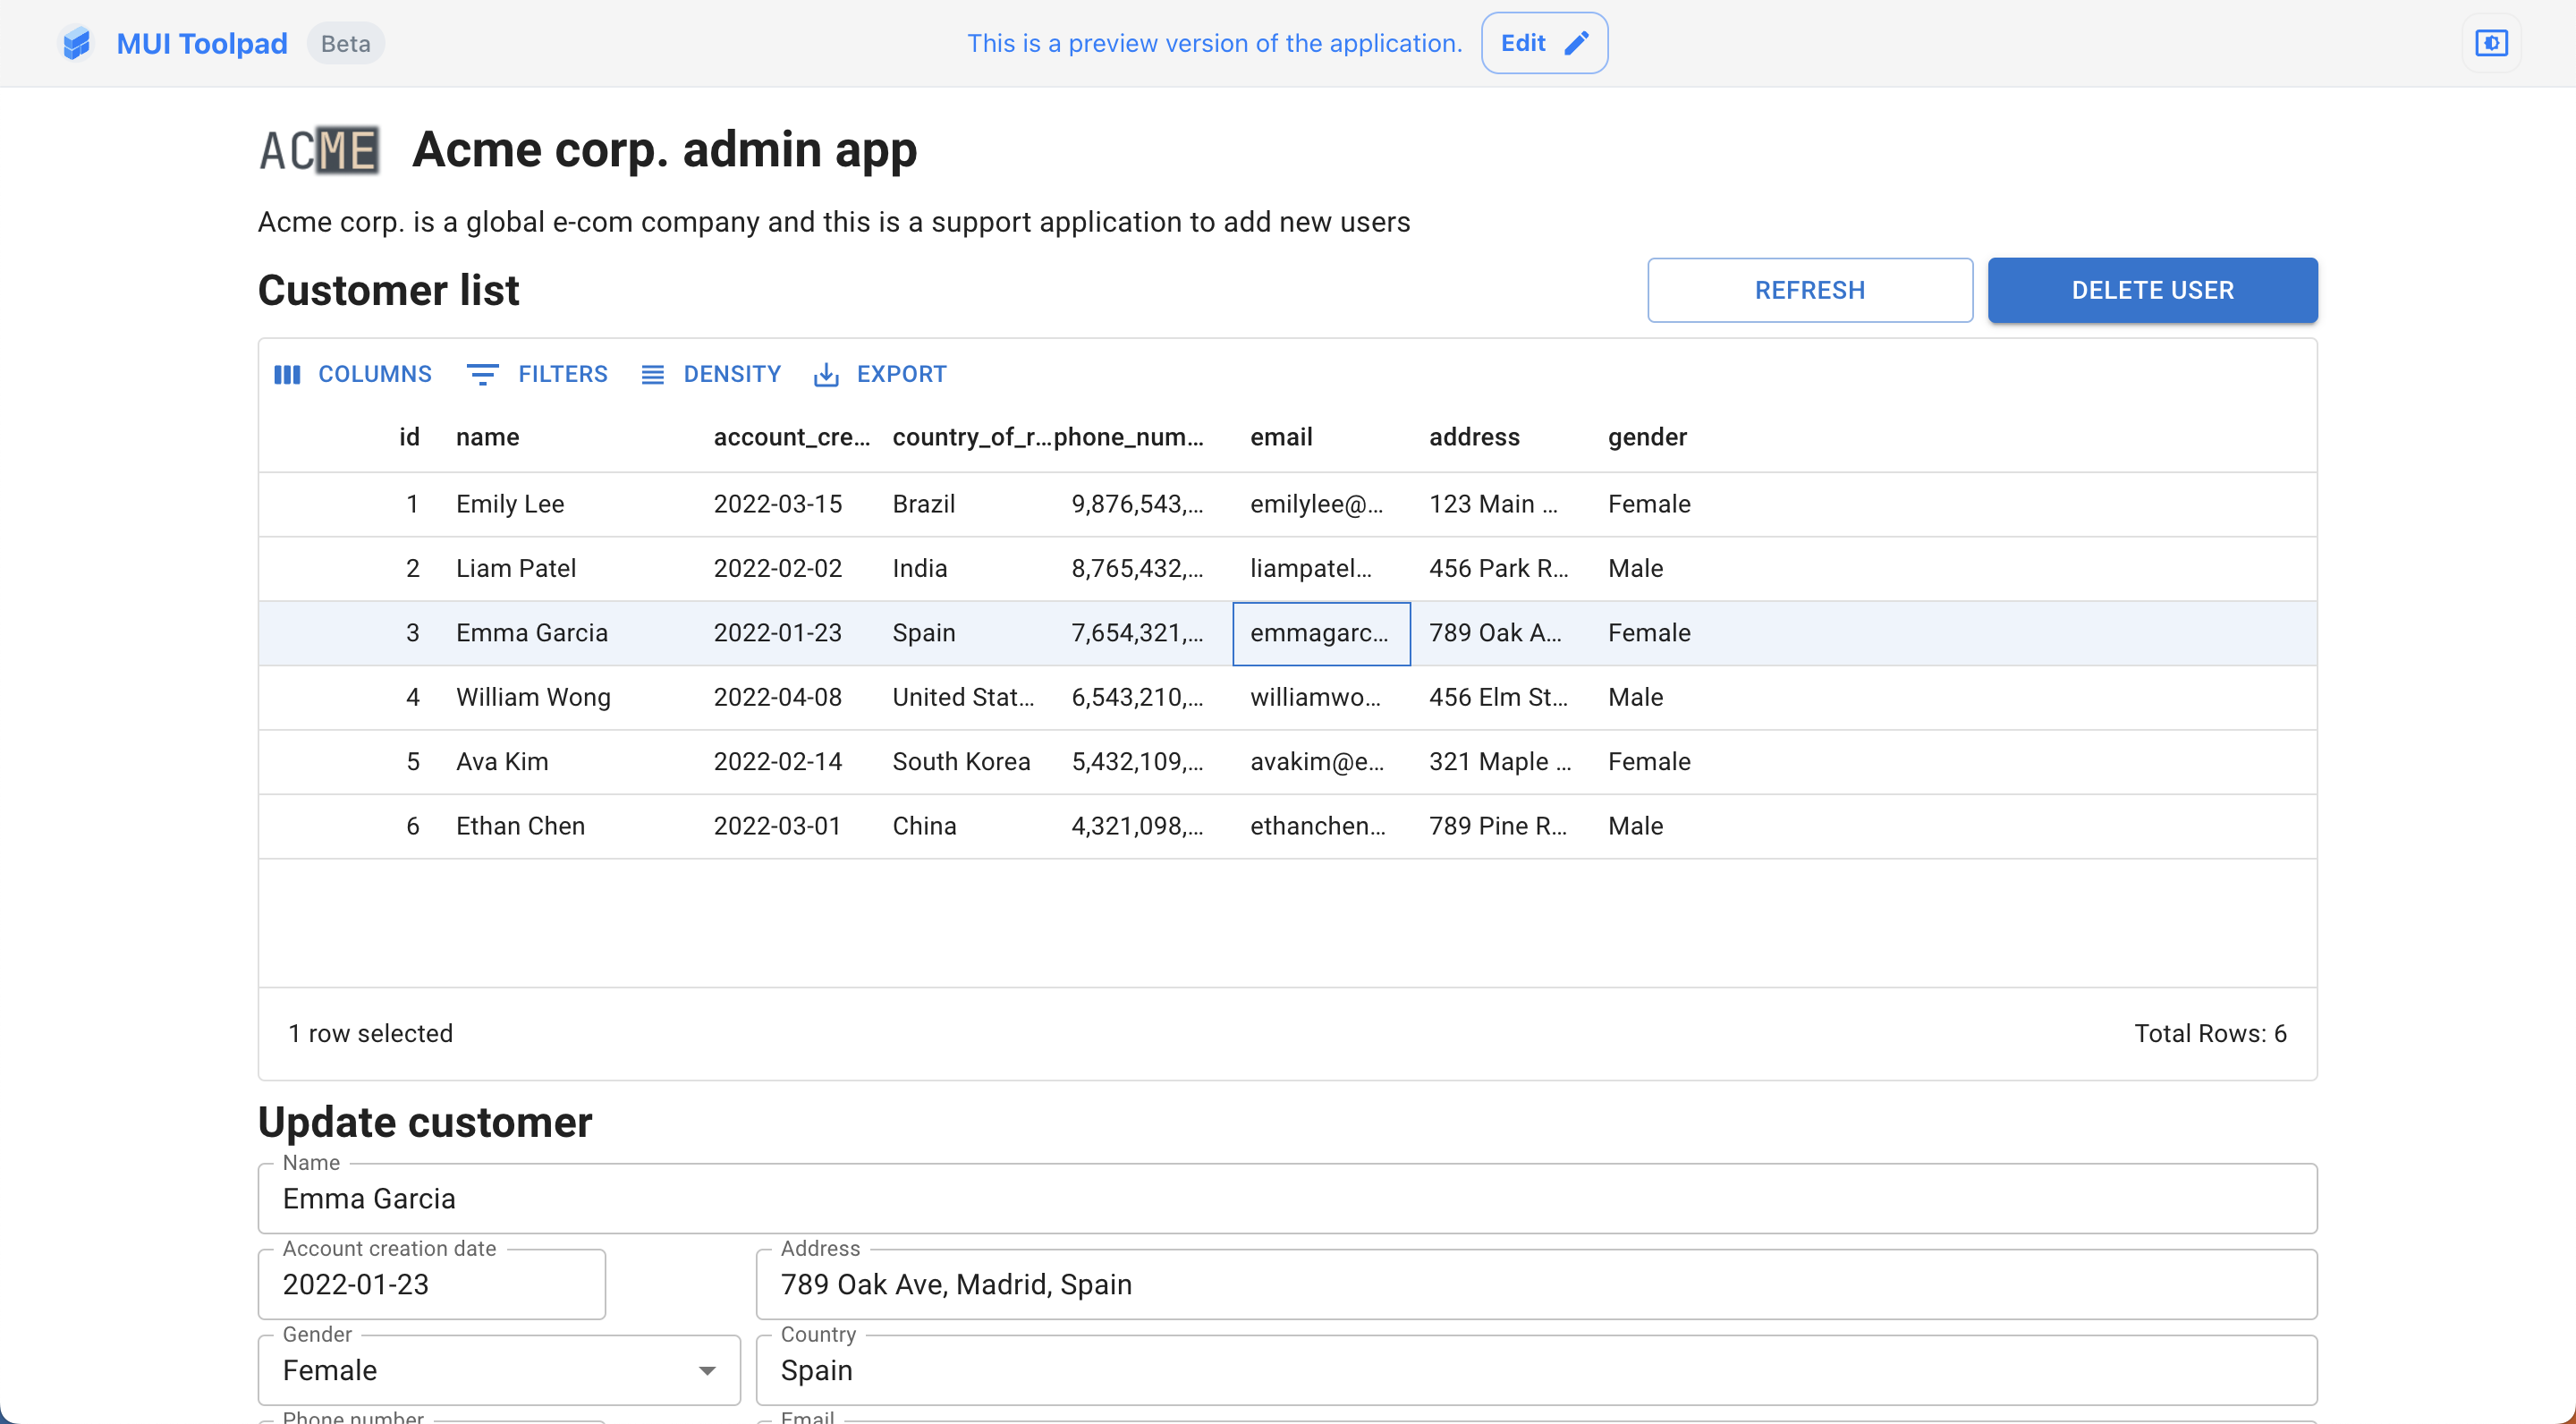 MUI Toolpad Beta This is a preview version of the application. Edit
ACME Acme corp. admin app
Acme corp. is a global e-com company and this is a support application to add new users
Customer list REFRESH DELETE USER
COLUMNS FILTERS DENSITY EXPORT
id name account_cre... country_of_r... phone_num... email address gender
1 Emily Lee 2022-03-15 Brazil 9,876,543,... emilylee@... 123 Main ... Female
2 Liam Patel 2022-02-02 India 8,765,432,... liampatel... 456 Park R... Male
3 Emma Garcia 2022-01-23 Spain 7,654,321,... emmagarc... 789 Oak A... Female
4 William Wong 2022-04-08 United Stat... 6,543,210,... williamwo... 456 Elm St... Male
5 Ava Kim 2022-02-14 South Korea 5,432,109,... avakim@e... 321 Maple ... Female
6 Ethan Chen 2022-03-01 China 4,321,098,... ethanchen... 789 Pine R... Male
1 row selected Total Rows: 6
Update customer
Name
Emma Garcia
Account creation date Address
2022-01-23 789 Oak Ave, Madrid, Spain
Gender Country
Female Spain
Phone number Email